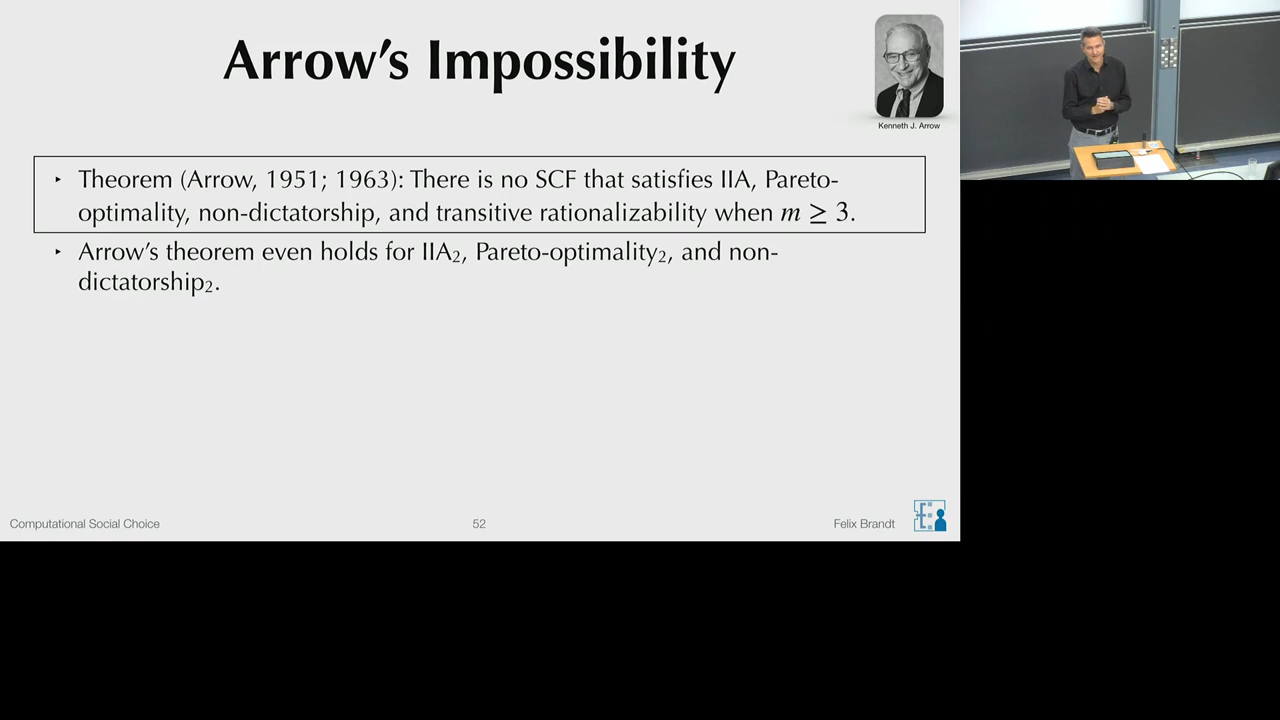 Arrow's Impossibility
Kenneth J. Arrow
‣ Theorem (Arrow, 1951; 1963): There is no SCF that satisfies IIA, Pareto-
optimality, non-dictatorship, and transitive rationalizability when m ≥ 3.
‣ Arrow's theorem even holds for IIA₂, Pareto-optimality₂, and non-
dictatorship₂.
Computational Social Choice
52
Felix Brandt